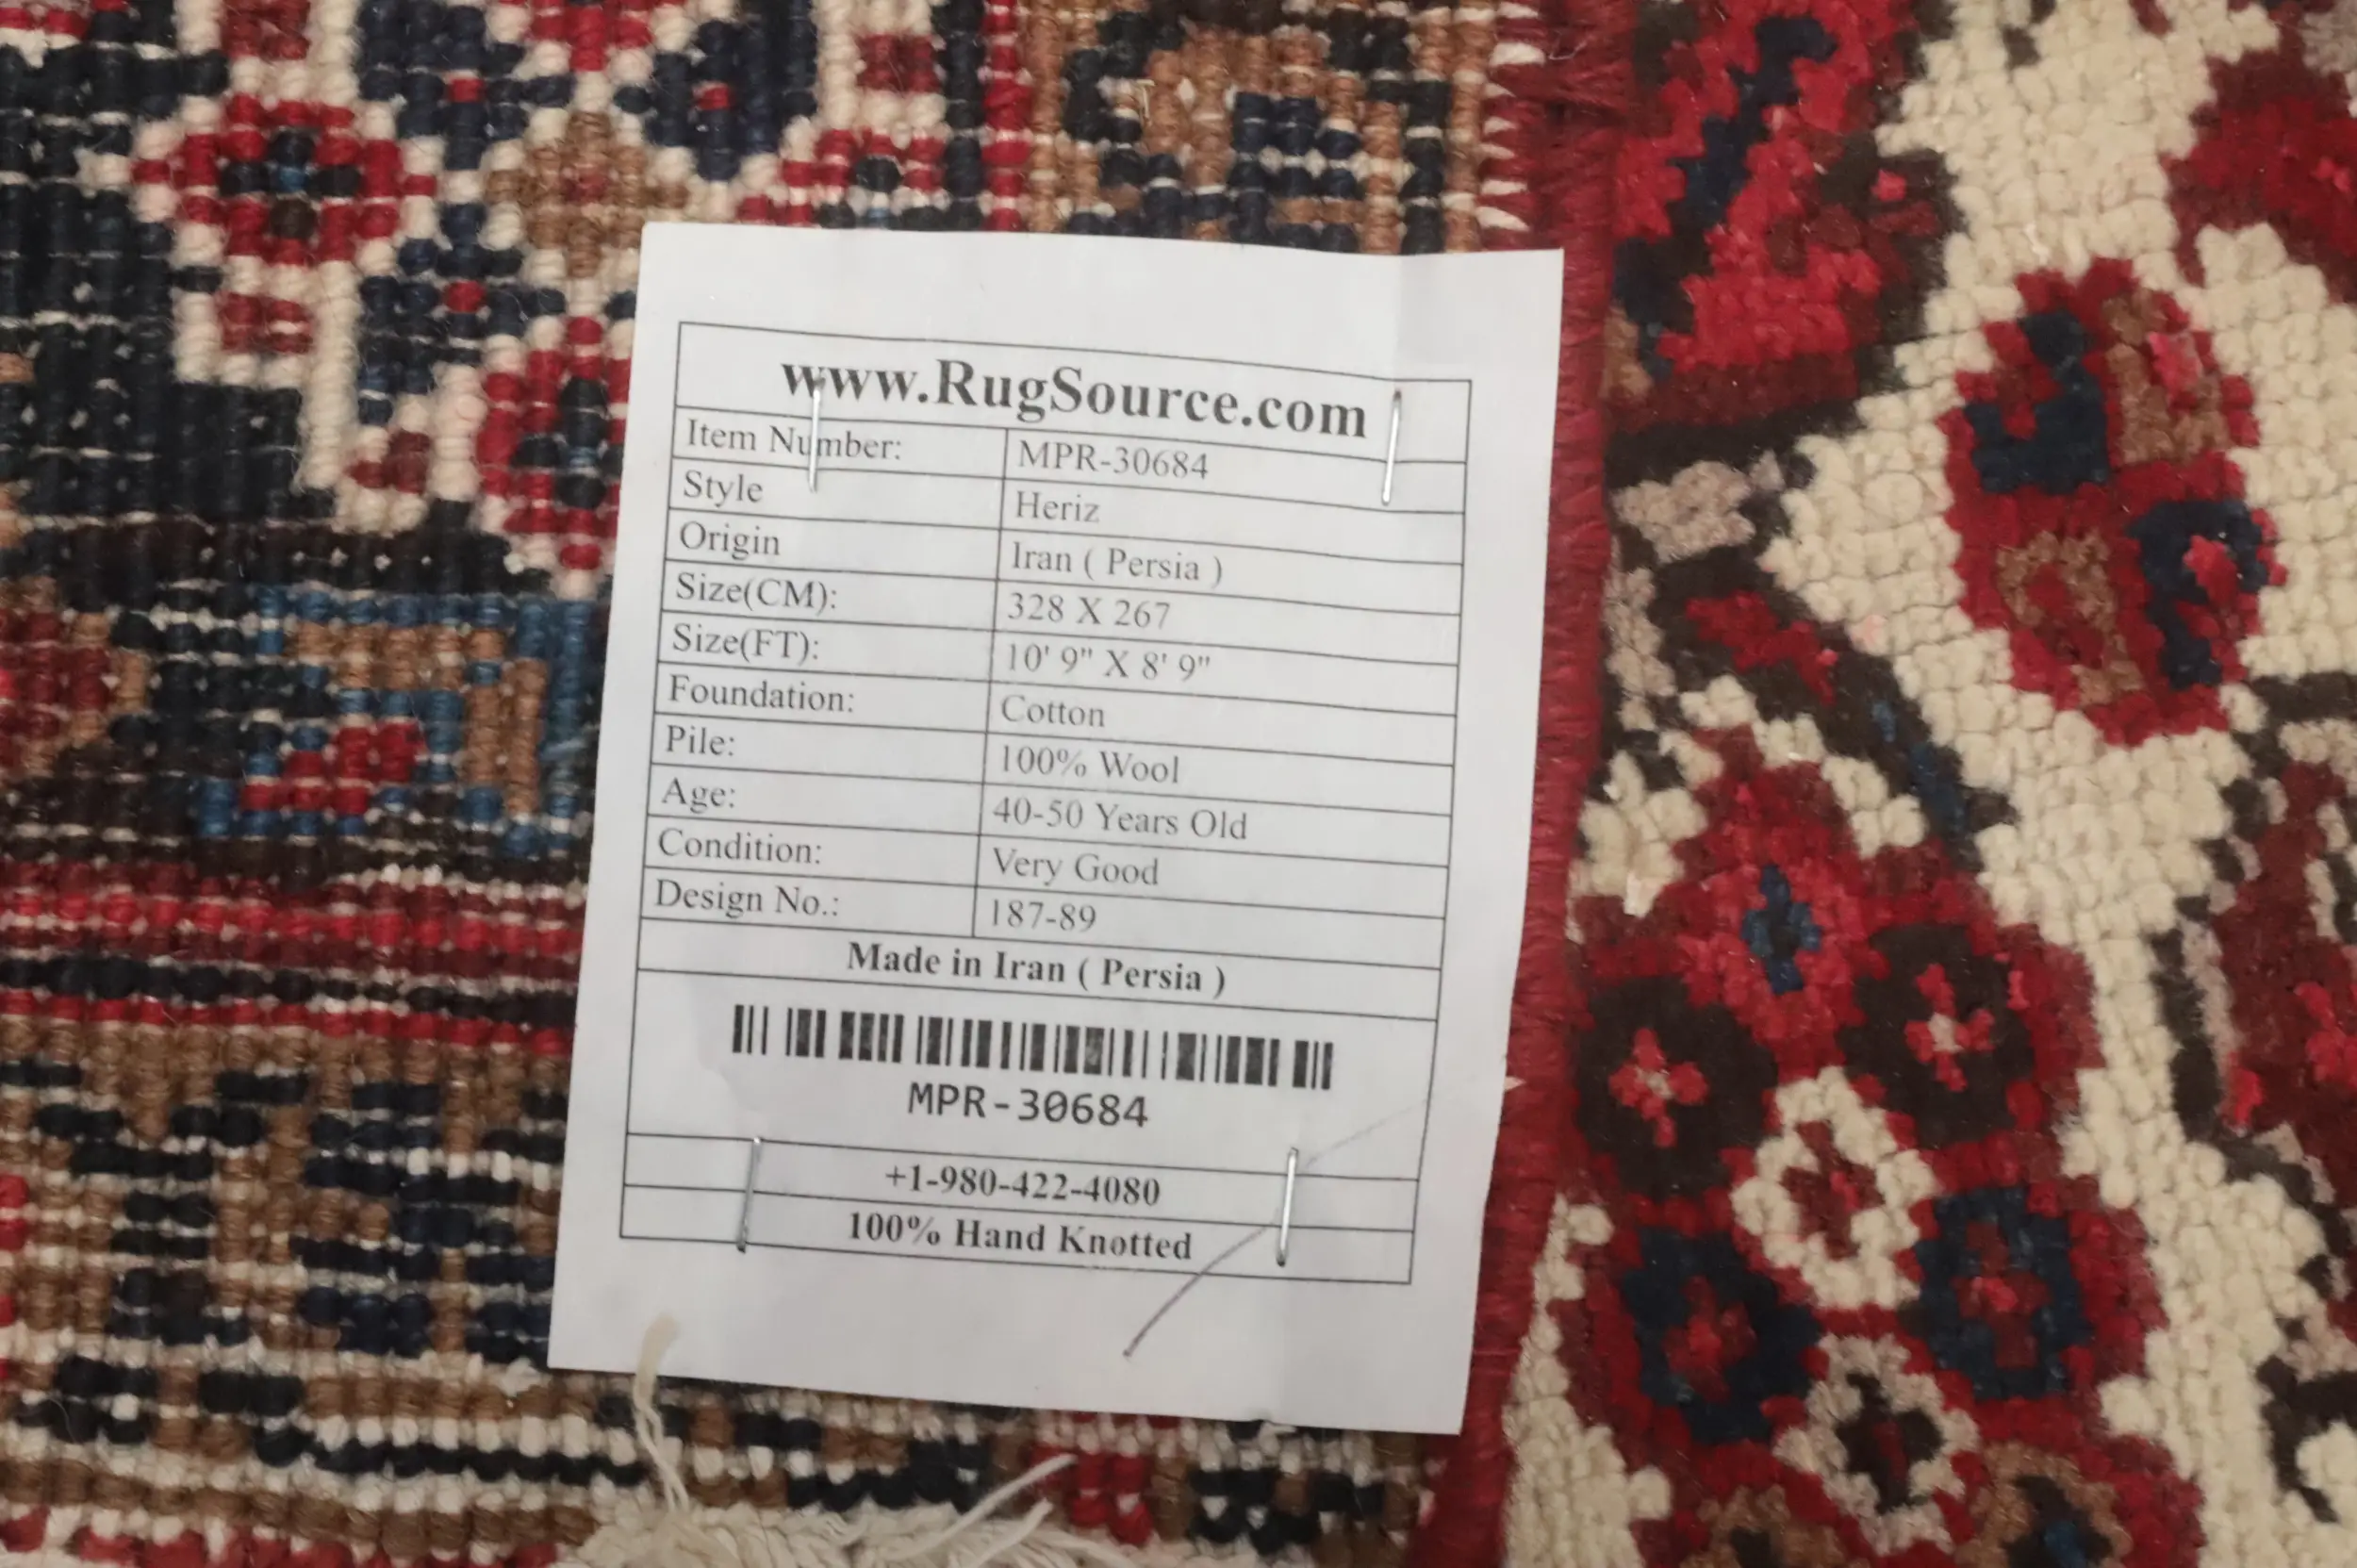 www.RugSource.com
Item Number: MPR-30684
Style Heriz
Origin Iran ( Persia )
Size(CM): 328 X 267
Size(FT): 10' 9" X 8' 9"
Foundation: Cotton
Pile: 100% Wool
Age: 40-50 Years Old
Condition: Very Good
Design No.: 187-89
Made in Iran ( Persia )
MPR-30684
+1-980-422-4080
100% Hand Knotted